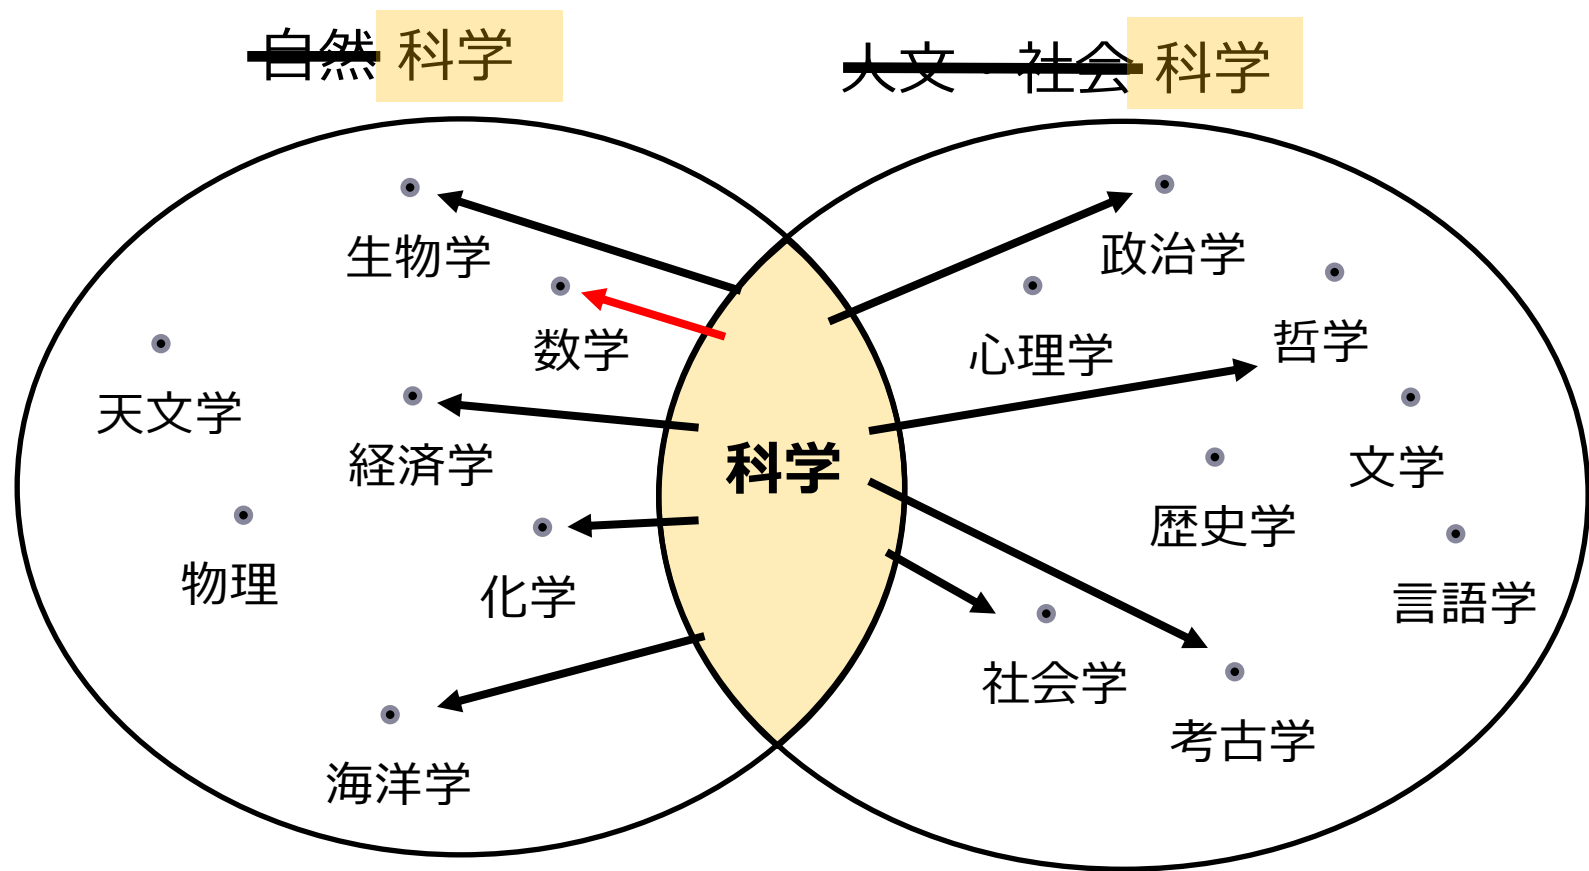 自然 科学
人文・社会 科学
生物学
数学
天文学
経済学
物理
化学
海洋学
科学
政治学
心理学
哲学
文学
歴史学
言語学
社会学
考古学